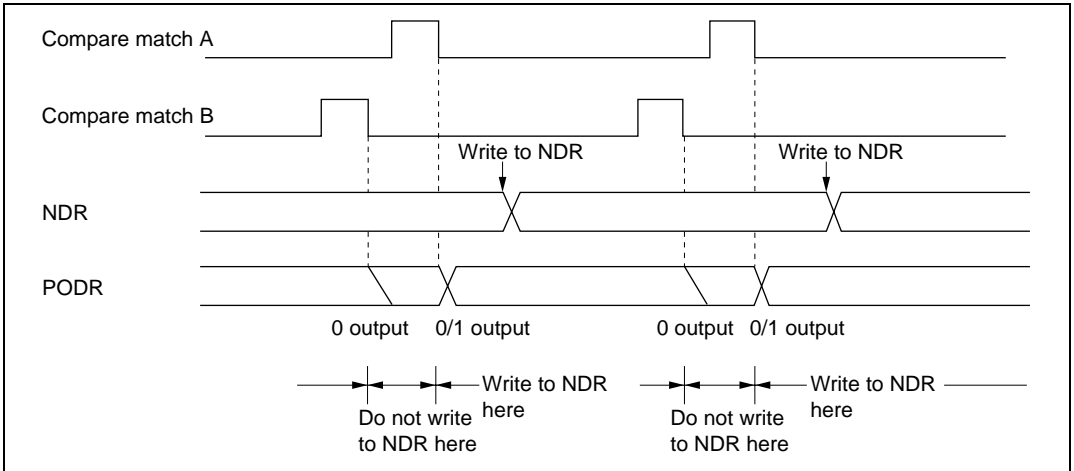 Compare match A
Compare match B
Write to NDR
Write to NDR
NDR
PODR
0 output
0/1 output
0 output
0/1 output
Write to NDR
here
Write to NDR
here
Do not write
to NDR here
Do not write
to NDR here